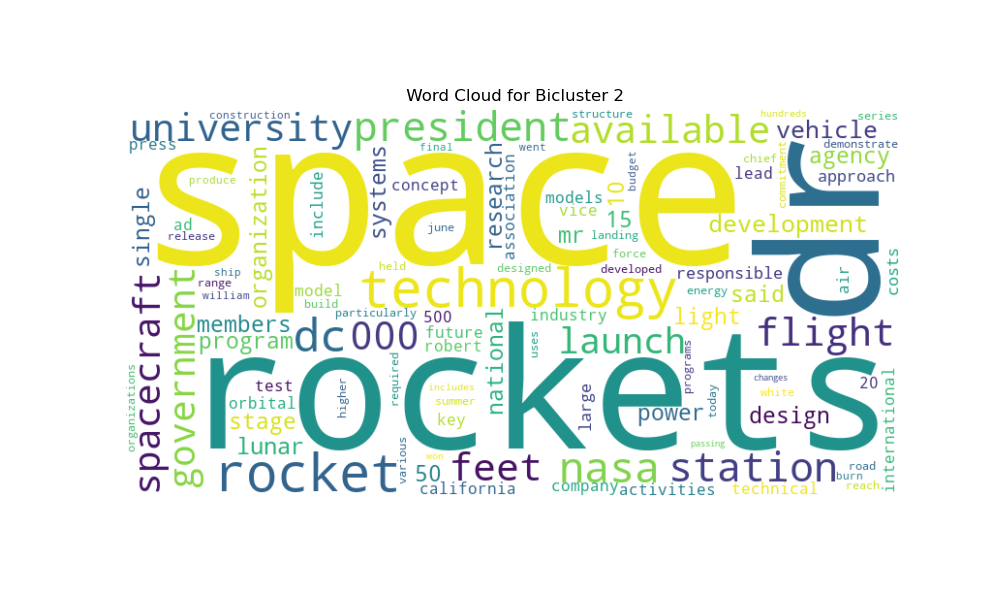 Word Cloud for Bicluster 2
construction
structure
hundreds
series
university
president
available
vehicle
press
final
went
demonstrate
space
dr
organization
include
systems
concept
research
association
budget
models
vice
10
15
mr
landing
lead
chief
commitment
agency
approach
produce
single
ad
release
june
development
force
held
designed
developed
responsible
air
costs
ship
range
william
technology
energy
said
model
build
particularly
500
industry
light
spacecraft
government
members
program
dc
000
future
robert
national
uses
launch
flight
rockets
organizations
test
orbital
stage
lunar
higher
required
includes
summer
key
large
power
programs
today
changes
white
design
20
international
rocket
various
won
50
california
feet
nasa
company
activities
passing
station
technical
road
burn
reach